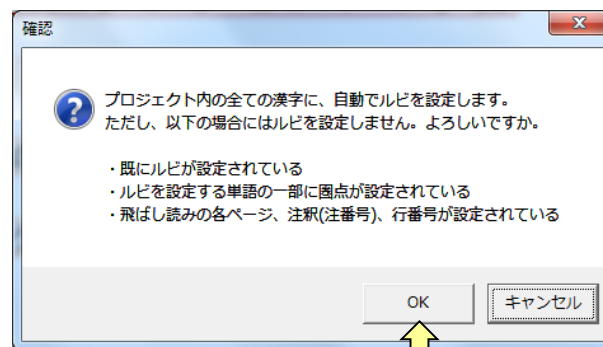 確認
プロジェクト内の全ての漢字に、自動でルビを設定します。
ただし、以下の場合にはルビを設定しません。よろしいですか。
・既にルビが設定されている
・ルビを設定する単語の一部に圏点が設定されている
・飛ばし読みの各ページ、注釈(注番号)、行番号が設定されている
OK
キャンセル